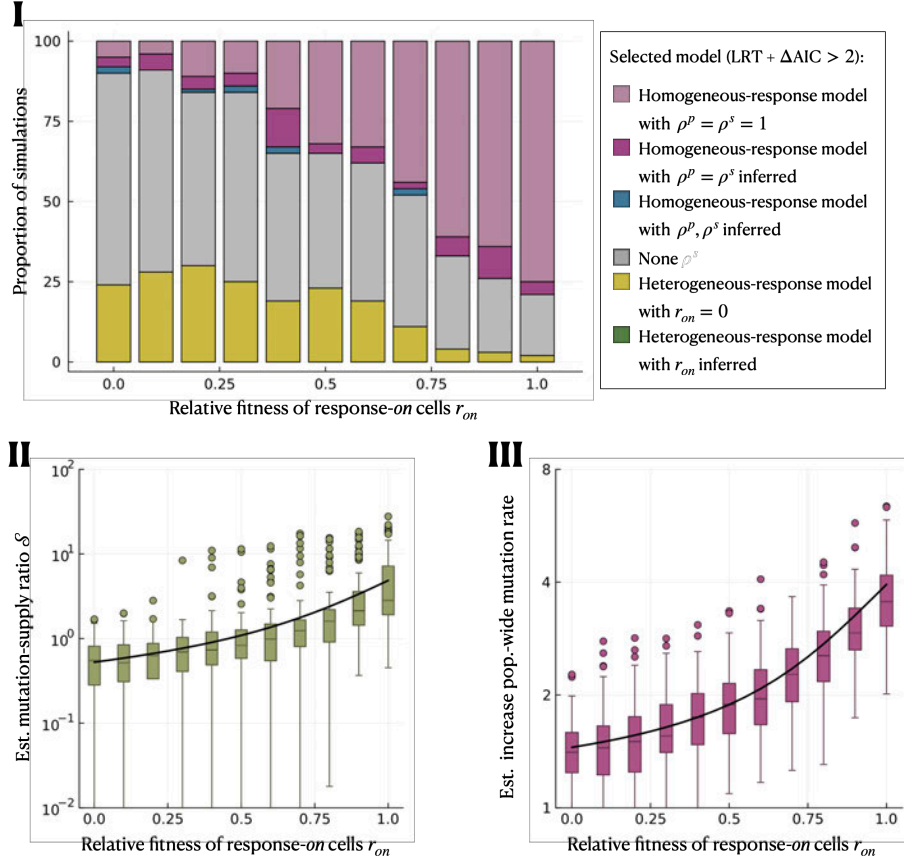 I
100
75
50
25
0
Proportion of simulations
0.0 0.25 0.5 0.75 1.0
Relative fitness of response-on cells r_on
Selected model (LRT + ΔAIC > 2):
Homogeneous-response model
with ρ^p = ρ^s = 1
Homogeneous-response model
with ρ^p = ρ^s inferred
Homogeneous-response model
with ρ^p, ρ^s inferred
None ρ^s
Heterogeneous-response model
with r_on = 0
Heterogeneous-response model
with r_on inferred
II
10^2
10^1
10^0
10^−1
10^−2
Est. mutation-supply ratio 𝒮
0.0 0.25 0.5 0.75 1.0
Relative fitness of response-on cells r_on
III
8
4
2
1
Est. increase pop.-wide mutation rate
0.0 0.25 0.5 0.75 1.0
Relative fitness of response-on cells r_on